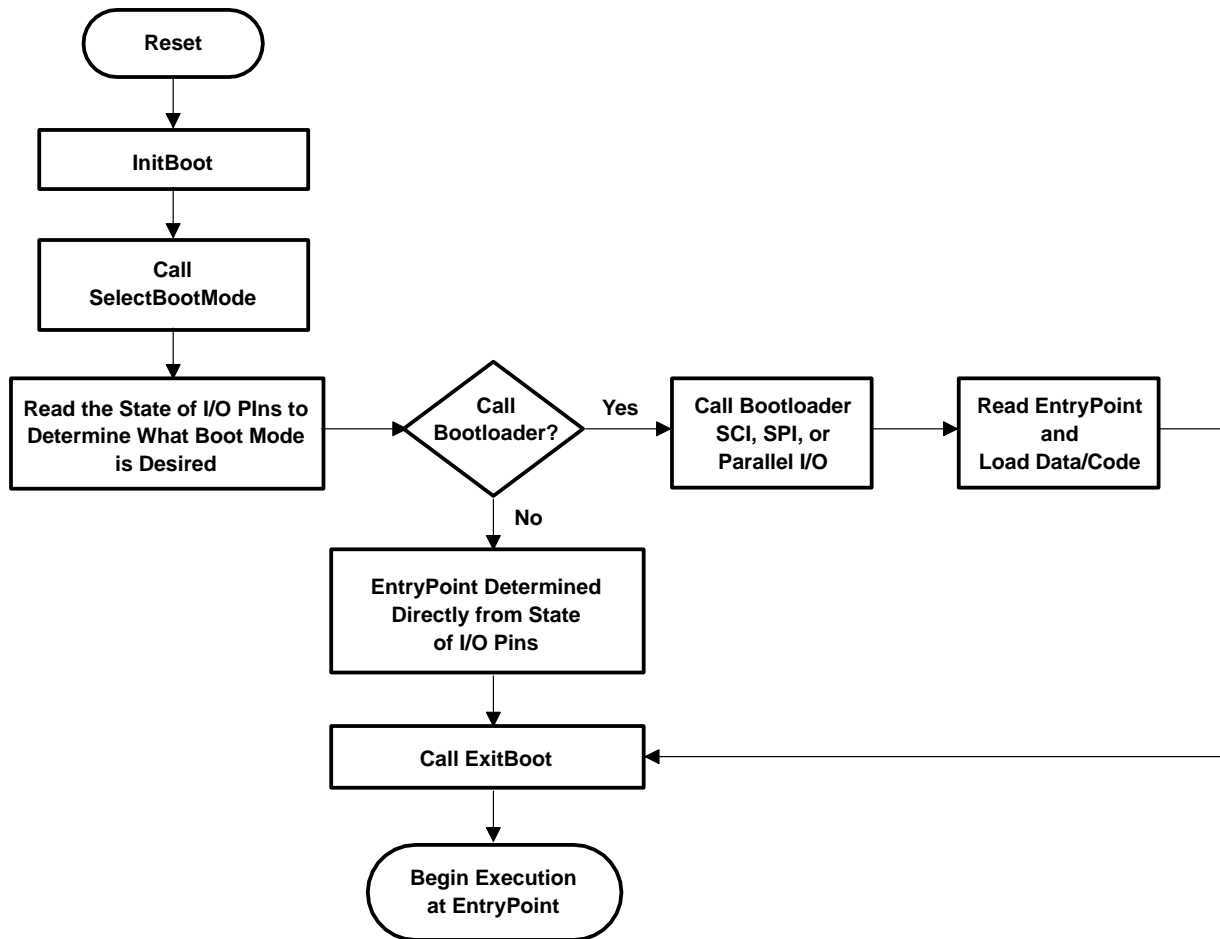 Reset
InitBoot
Call
SelectBootMode
Read the State of I/O PIns to
Determine What Boot Mode
is Desired
Call
Bootloader?
Yes
Call Bootloader
SCI, SPI, or
Parallel I/O
Read EntryPoint
and
Load Data/Code
No
EntryPoint Determined
Directly from State
of I/O Pins
Call ExitBoot
Begin Execution
at EntryPoint